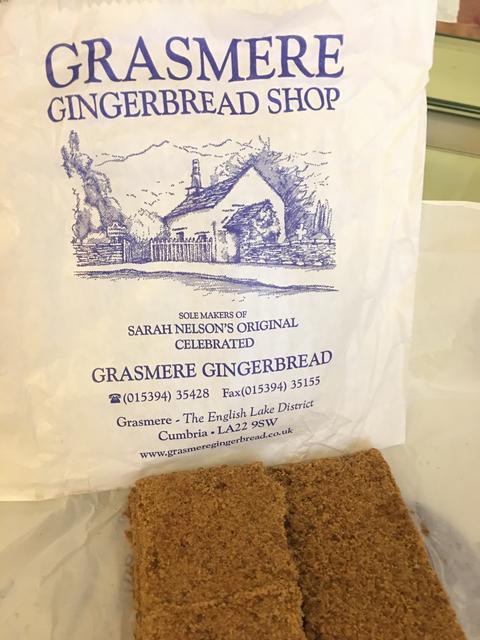 GRASMERE
GINGERBREAD SHOP
SOLE MAKERS OF
SARAH NELSON'S ORIGINAL
CELEBRATED
GRASMERE GINGERBREAD
☎(015394) 35428 Fax(015394) 35155
Grasmere - The English Lake District
Cumbria • LA22 9SW
www.grasmeregingerbread.co.uk